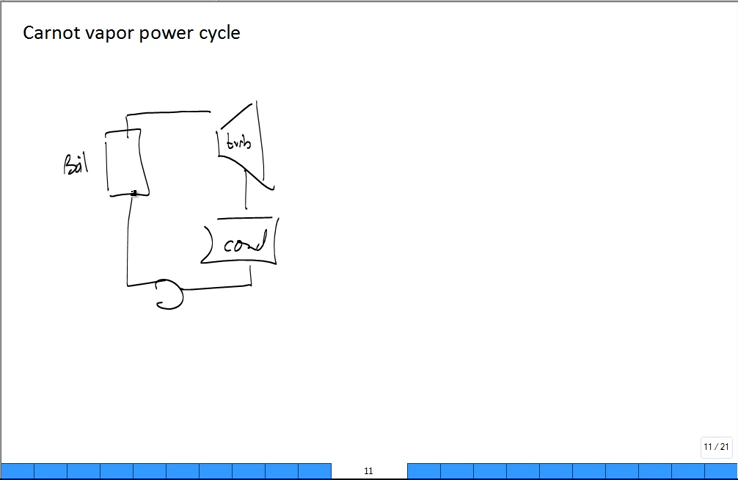 Carnot vapor power cycle
turb
Boil
cond
11 / 21
11